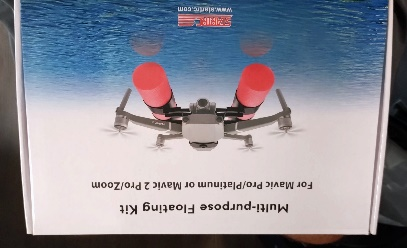 Multi-purpose Floating Kit
For Mavic Pro/Platinum or Mavic 2 Pro/Zoom
www.startrc.com